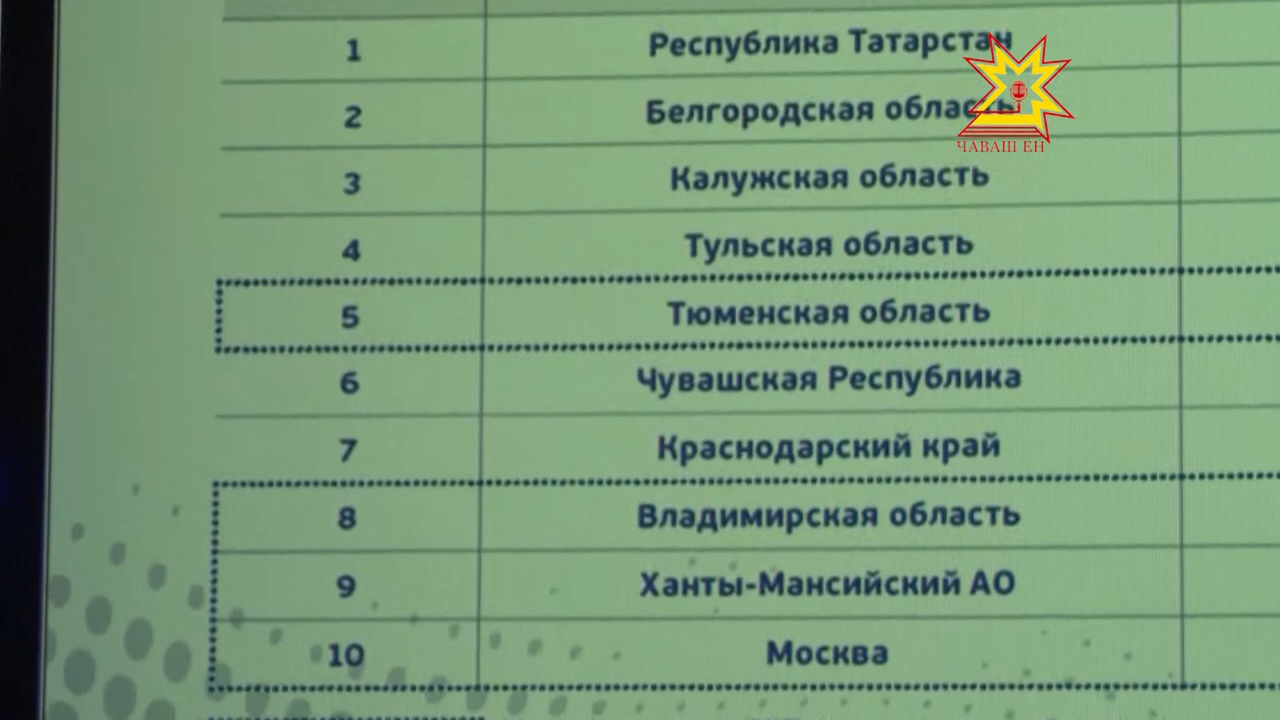 1 Республика Татарстан
2 Белгородская область
ЧАВАШ ЕН
3 Калужская область
4 Тульская область
5 Тюменская область
6 Чувашская Республика
7 Краснодарский край
8 Владимирская область
9 Ханты-Мансийский АО
10 Москва